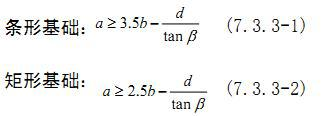 条形基础：a ≥ 3.5b − d/tan β （7.3.3-1）
矩形基础：a ≥ 2.5b − d/tan β （7.3.3-2）